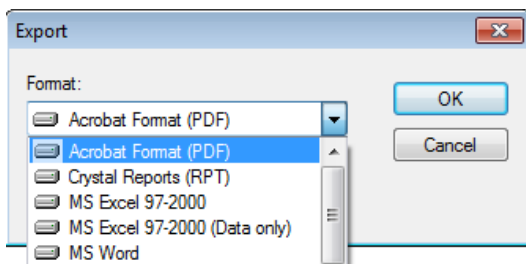 Export
Format:
Acrobat Format (PDF)
OK
Acrobat Format (PDF)
Cancel
Crystal Reports (RPT)
MS Excel 97-2000
MS Excel 97-2000 (Data only)
MS Word